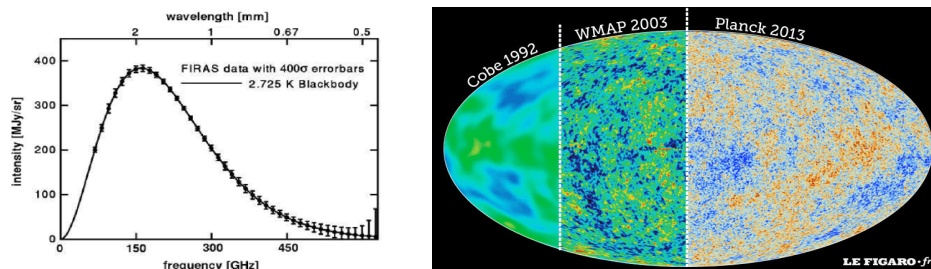 wavelength [mm]
2 1 0.67 0.5
400
FIRAS data with 400σ errorbars
2.725 K Blackbody
300
200
100
0
intensity [MJy/sr]
0 150 300 450
frequency [GHz]
Cobe 1992
WMAP 2003
Planck 2013
LE FIGARO·fr